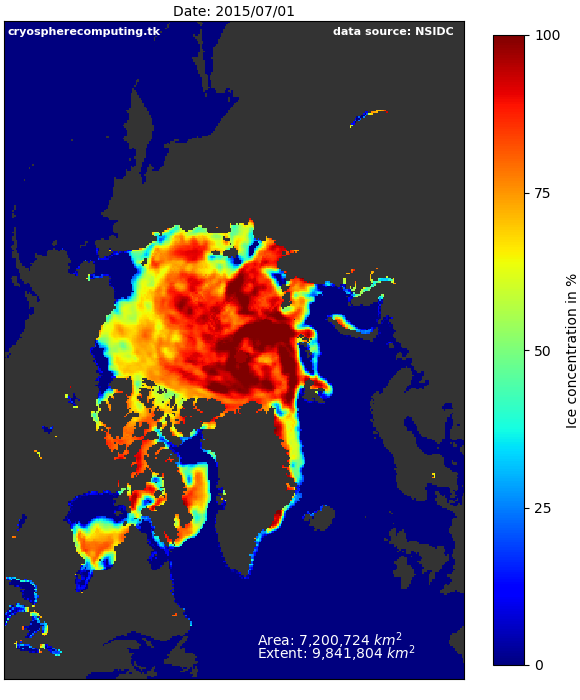 Date: 2015/07/01
cryospherecomputing.tk data source: NSIDC
100
75
50
25
0
Ice concentration in %
Area: 7,200,724 km²
Extent: 9,841,804 km²